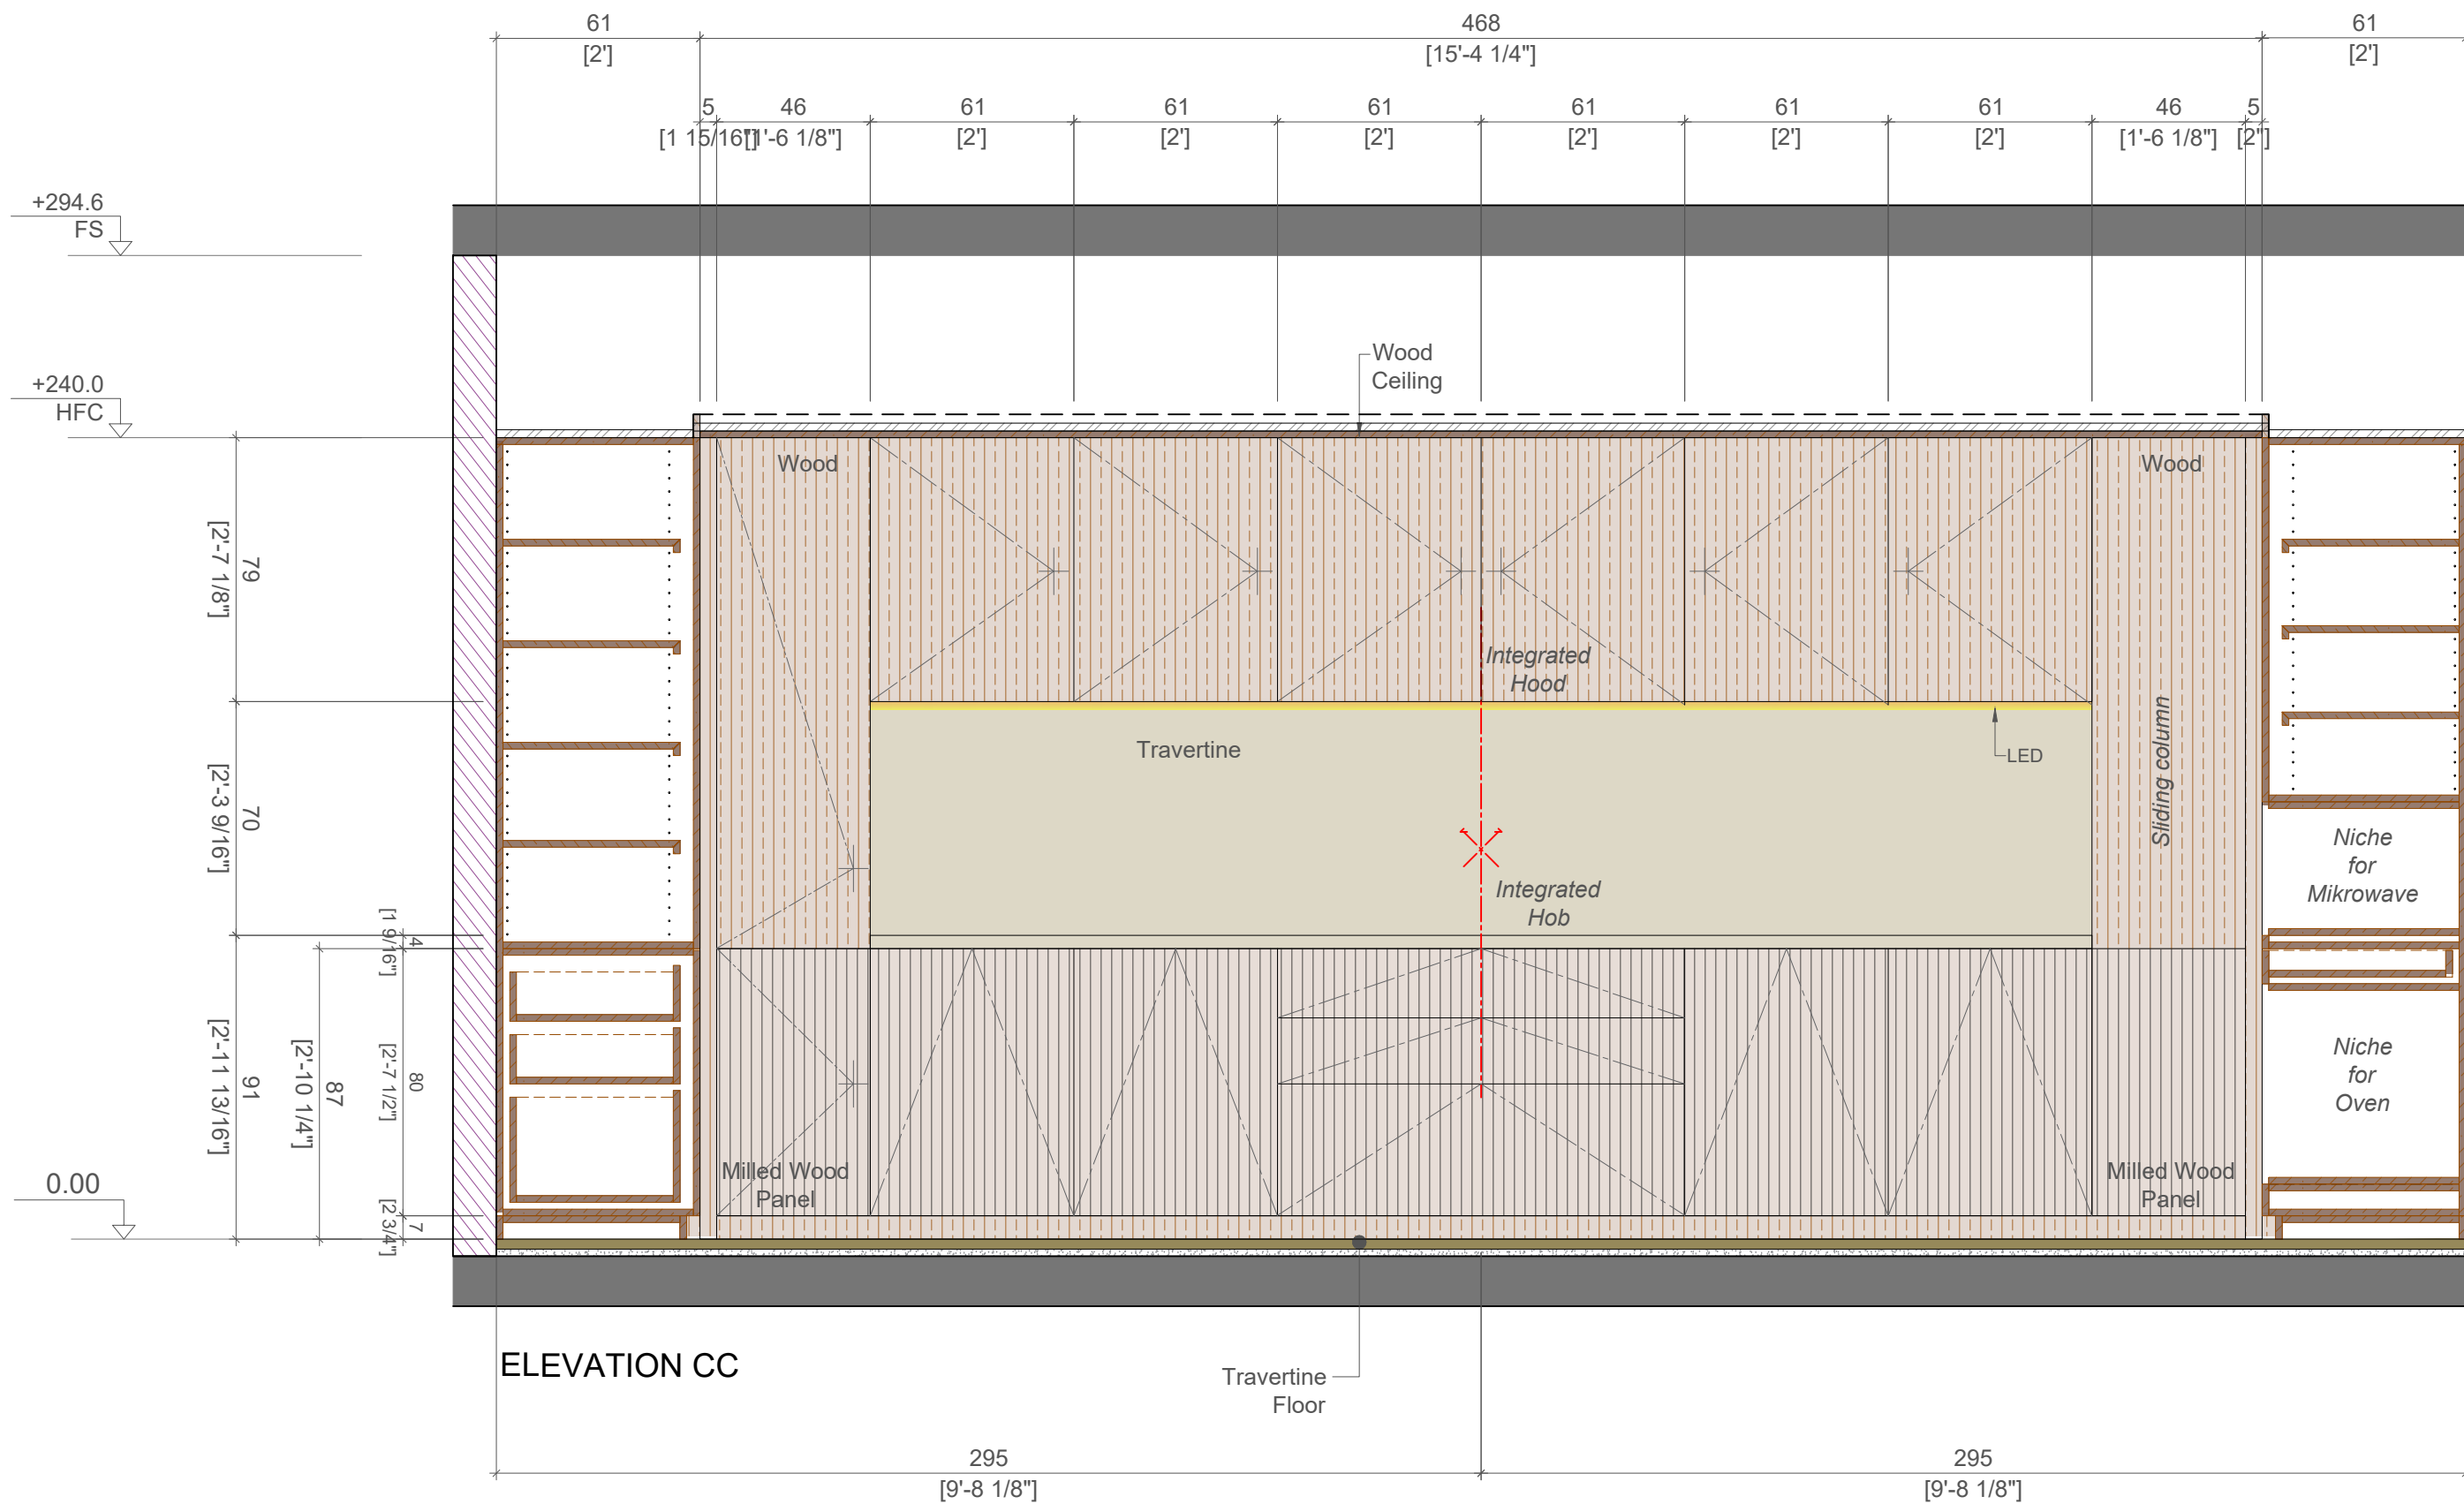 61
468
61
[2']
[15'-4 1/4"]
[2']
5
46
61
61
61
61
61
61
46
5
[1 15/16"]
[1'-6 1/8"]
[2']
[2']
[2']
[2']
[2']
[2']
[1'-6 1/8"]
[2"]
+294.6
FS
+240.0
HFC
0.00
Wood
Ceiling
Wood
Wood
Integrated
Hood
Travertine
LED
Sliding column
Integrated
Hob
Niche
for
Mikrowave
Niche
for
Oven
Milled Wood
Panel
Milled Wood
Panel
79
[2'-7 1/8"]
70
[2'-3 9/16"]
91
[2'-11 13/16"]
87
[2'-10 1/4"]
4
[1 9/16"]
80
[2'-7 1/2"]
7
[2 3/4"]
ELEVATION CC
Travertine
Floor
295
295
[9'-8 1/8"]
[9'-8 1/8"]